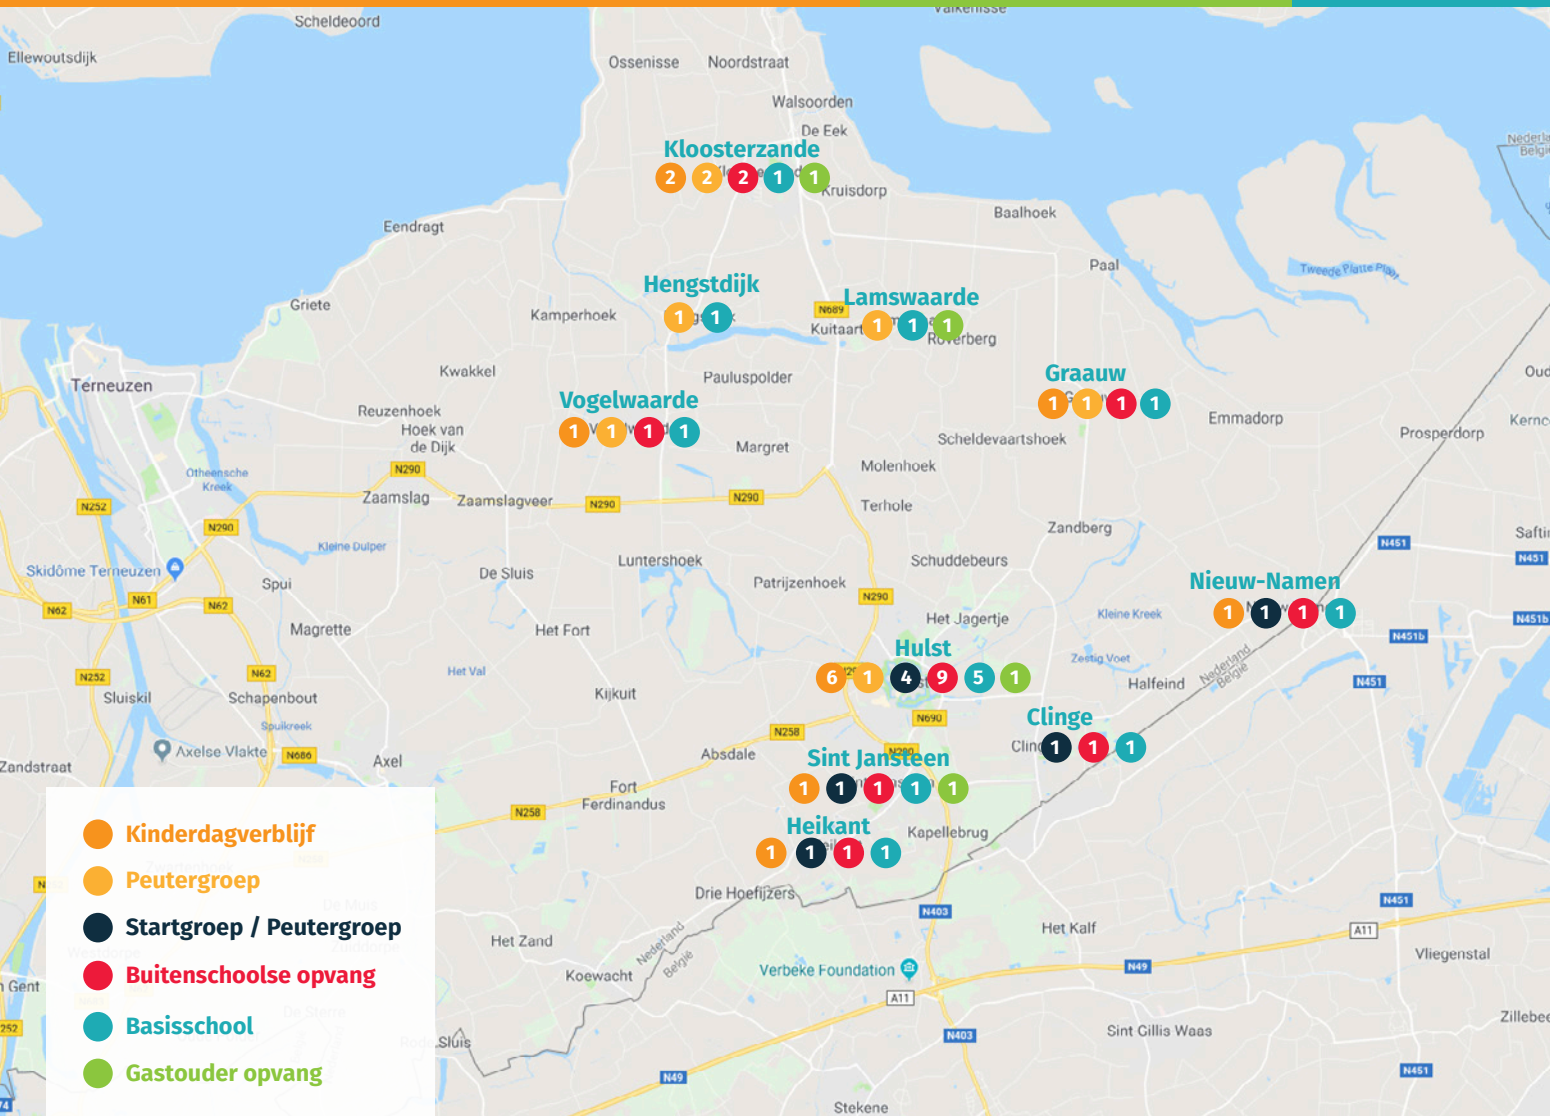 Valkenisse
Scheldeoord
Ellewoutsdijk
Ossenisse
Noordstraat
Walsoorden
De Eek
Kloosterzande
2 2 2 1 1
Kruisdorp
Baalhoek
Eendragt
Paal
Tweede Platte Plaat
Hengstdijk
1 1
Lamswaarde
N689
Kuitaart
1 1 1
Roverberg
Griete
Kamperhoek
Terneuzen
Kwakkel
Pauluspolder
Graauw
1 1 1 1
Emmadorp
Prosperdorp
Vogelwaarde
1 1 1 1
Reuzenhoek
Hoek van
de Dijk
Margret
Scheldevaartshoek
Molenhoek
Otheensche
Kreek
N290
Zaamslag
Zaamslagveer
N290
N290
Terhole
N252
N290
Zandberg
N451
Kleine Dulper
Luntershoek
Schuddebeurs
N451
Skidôme Terneuzen
De Sluis
Patrijzenhoek
Spui
N290
Nieuw-Namen
1 1 1 1
N62
N61
N62
Het Jagertje
Kleine Kreek
N451b
Magrette
Het Fort
N451b
Hulst
6 1 4 9 5 1
Zestig Voet
Nederland
België
N252
N62
Het Val
Halfeind
N451
Sluiskil
Schapenbout
Kijkuit
Spuikreek
N690
Clinge
1 1 1
N258
Axelse Vlakte
N686
Axel
Absdale
N290
Zandstraat
Sint Jansteen
1 1 1 1 1
Fort
Ferdinandus
N258
Heikant
1 1 1 1
Kapellebrug
Kinderdagverblijf
Peutergroep
Startgroep / Peutergroep
Buitenschoolse opvang
Basisschool
Gastouder opvang
Drie Hoefijzers
N403
N451
Het Zand
Nederland
België
Het Kalf
A11
Koewacht
Verbeke Foundation
N49
Vliegenstal
A11
De Sterre
Sint Gillis Waas
N403
Sluis
N49
N451
Stekene